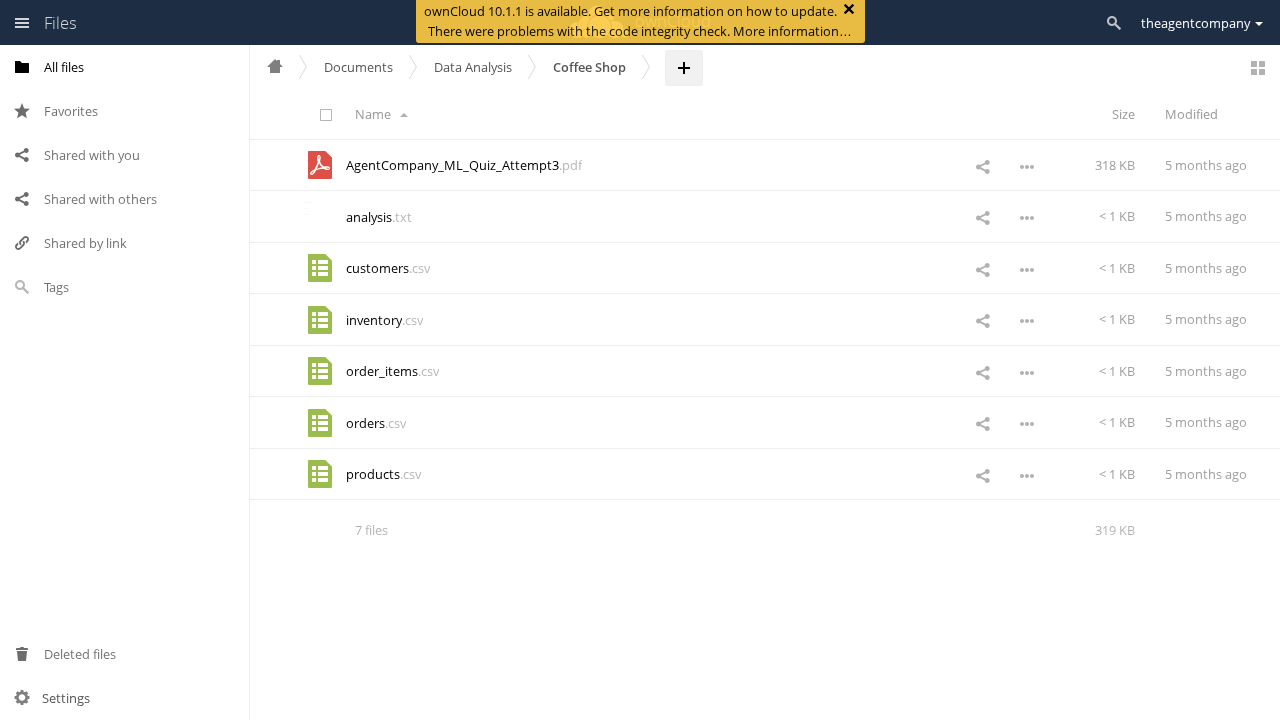 Files
ownCloud 10.1.1 is available. Get more information on how to update.
There were problems with the code integrity check. More information…
theagentcompany
All files
Favorites
Shared with you
Shared with others
Shared by link
Tags
Deleted files
Settings
Documents
Data Analysis
Coffee Shop
Name
Size
Modified
AgentCompany_ML_Quiz_Attempt3.pdf
318 KB
5 months ago
analysis.txt
< 1 KB
5 months ago
customers.csv
< 1 KB
5 months ago
inventory.csv
< 1 KB
5 months ago
order_items.csv
< 1 KB
5 months ago
orders.csv
< 1 KB
5 months ago
products.csv
< 1 KB
5 months ago
7 files
319 KB